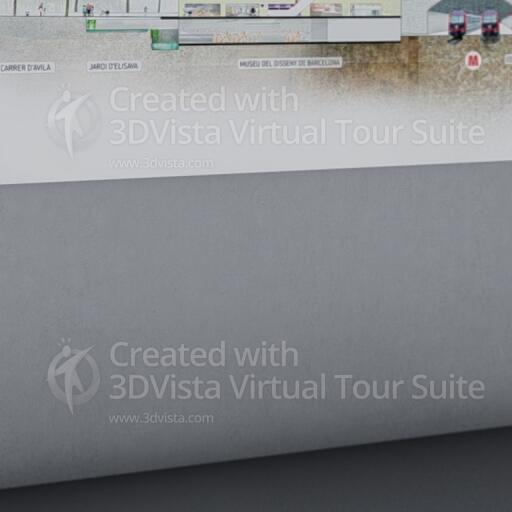 CARRER D'AVILA
JARDI D'ELISAVA
MUSEU DEL DISSENY DE BARCELONA
M
Created with
3DVista Virtual Tour Suite
www.3dvista.com
Created with
3DVista Virtual Tour Suite
www.3dvista.com